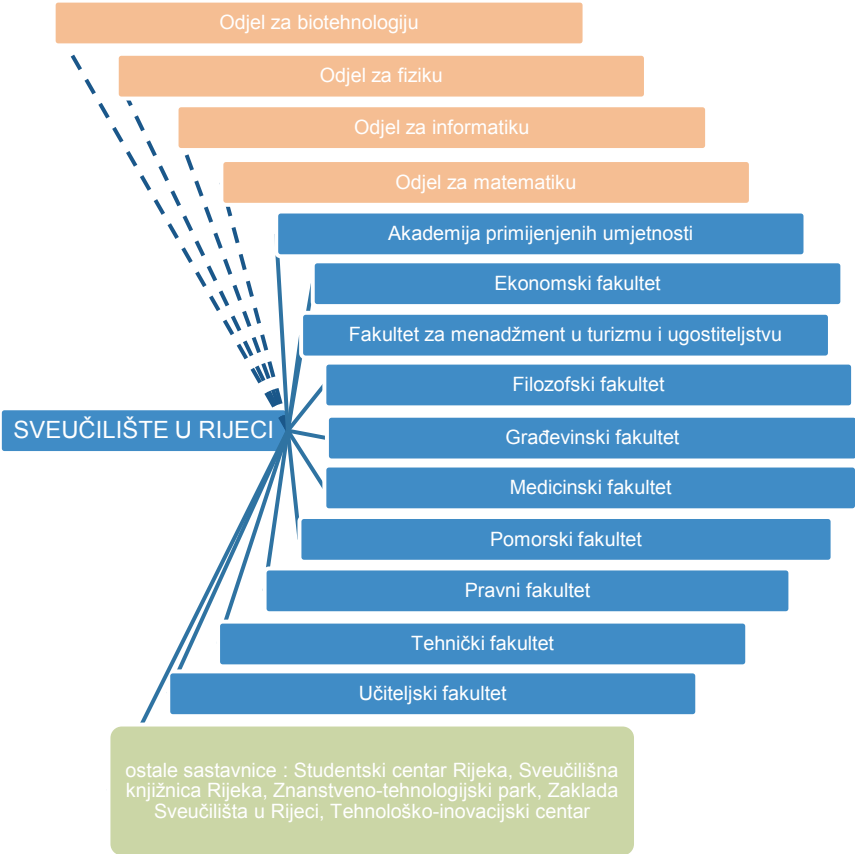 Odjel za biotehnologiju
Odjel za fiziku
Odjel za informatiku
Odjel za matematiku
Akademija primijenjenih umjetnosti
Ekonomski fakultet
Fakultet za menadžment u turizmu i ugostiteljstvu
Filozofski fakultet
SVEUČILIŠTE U RIJECI
Građevinski fakultet
Medicinski fakultet
Pomorski fakultet
Pravni fakultet
Tehnički fakultet
Učiteljski fakultet
ostale sastavnice : Studentski centar Rijeka, Sveučilišna
knjižnica Rijeka, Znanstveno-tehnologijski park, Zaklada
Sveučilišta u Rijeci, Tehnološko-inovacijski centar